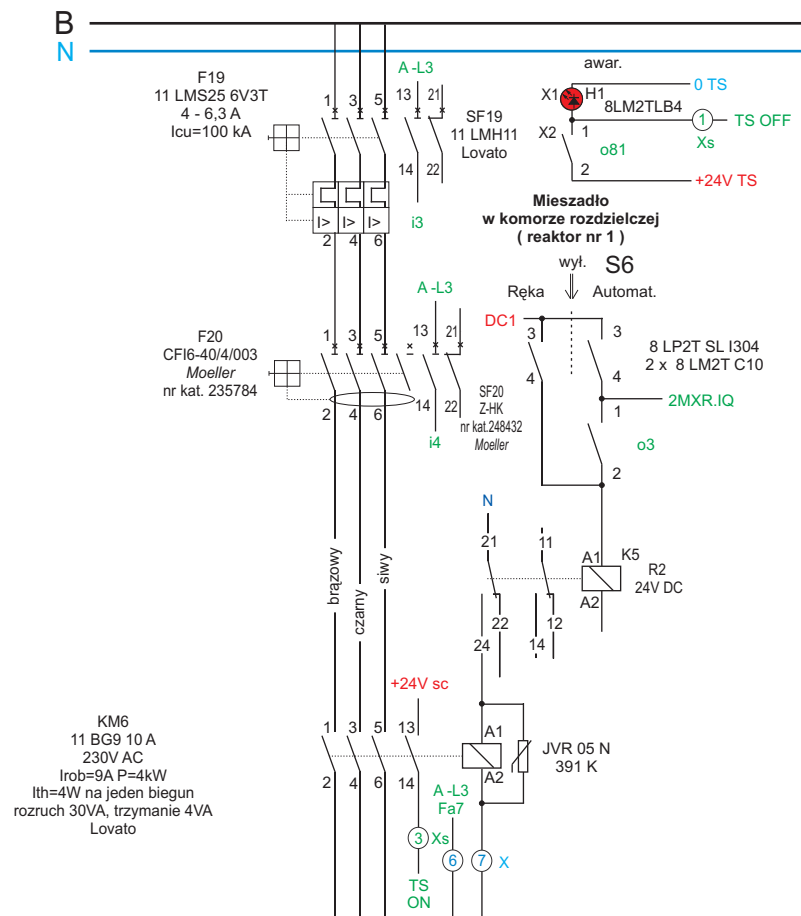 B
N
F19
11 LMS25 6V3T
4 - 6,3 A
Icu=100 kA
1 3 5
A -L3
13 21
14 22
i3
SF19
11 LMH11
Lovato
I> I> I>
2 4 6
awar.
X1 H1
0 TS
8LM2TLB4
1
TS OFF
Xs
X2 1
o81
2
+24V TS
Mieszadło
w komorze rozdzielczej
( reaktor nr 1 )
wył. S6
Ręka Automat.
DC1
3 3
4 4
8 LP2T SL I304
2 x 8 LM2T C10
2MXR.IQ
1
o3
2
F20
CFI6-40/4/003
Moeller
nr kat. 235784
1 3 5
2 4 6
A -L3
13 21
14 22
i4
SF20
Z-HK
nr kat.248432
Moeller
N
21 11
22 12
24 14
A1 K5
R2
24V DC
A2
brązowy
czarny
siwy
+24V sc
KM6
11 BG9 10 A
230V AC
Irob=9A P=4kW
Ith=4W na jeden biegun
rozruch 30VA, trzymanie 4VA
Lovato
1 3 5 13
2 4 6 14
A1
A2
JVR 05 N
391 K
A -L3
Fa7
3 Xs
6 7 X
TS
ON